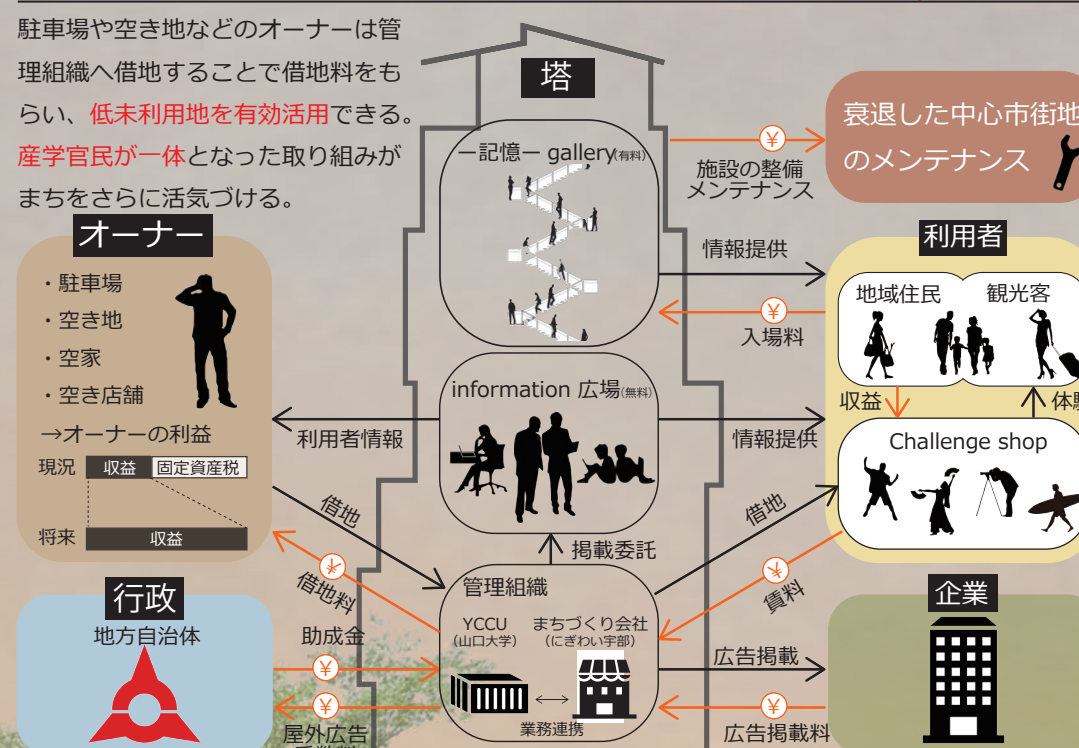 駐車場や空き地などのオーナーは管
理組織へ借地することで借地料をも
らい、低未利用地を有効活用できる。
産学官民が一体となった取り組みが
まちをさらに活気づける。
塔
ー記憶ー gallery(有料)
¥
施設の整備
メンテナンス
衰退した中心市街地
のメンテナンス
オーナー
・駐車場
・空き地
・空家
・空き店舗
→オーナーの利益
現況 収益 固定資産税
将来 収益
情報提供
¥
入場料
利用者
地域住民 観光客
収益
体験
Challenge shop
information 広場(無料)
利用者情報
情報提供
借地
¥
借地料
掲載委託
借地
¥
賃料
管理組織
YCCU
(山口大学)
まちづくり会社
(にぎわい宇部)
業務連携
行政
地方自治体
助成金
¥
¥
屋外広告
手数料
企業
広告掲載
¥
広告掲載料